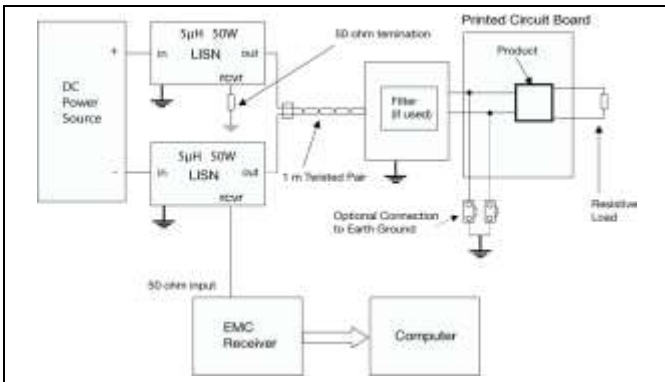 Printed Circuit Board
5µH 50W
LISN
in
out
rcvr
+
50 ohm temination
Product
DC
Power
Source
Filter
(if used)
5µH 50W
LISN
in
out
rcvr
-
1 m Twisted Pair
Optional Connection
to Earth Ground
Resistive
Load
50 ohm input
EMC
Receiver
Computer